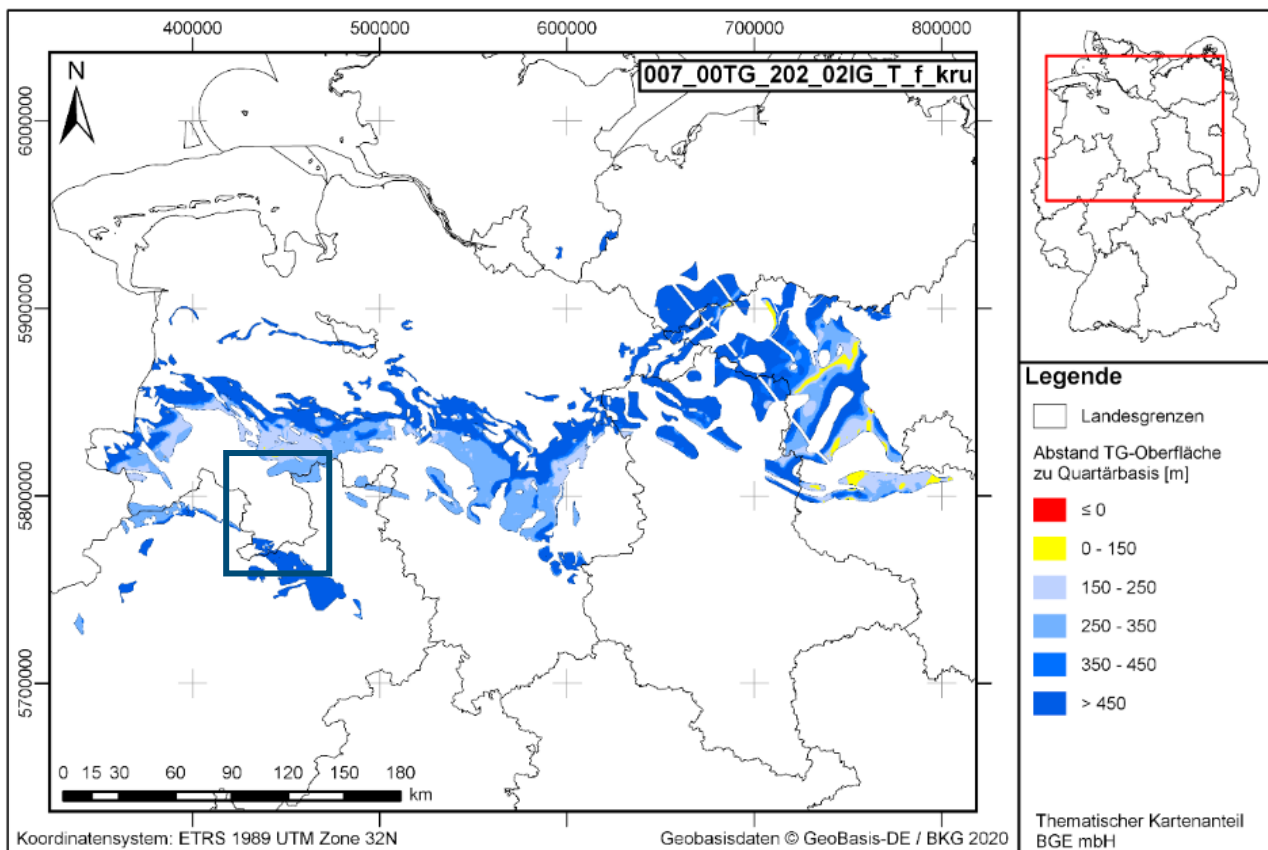 400000 500000 600000 700000 800000
N
007_00TG_202_02IG_T_f_kru
6000000
5900000
5800000
5700000
0 15 30 60 90 120 150 180
km
Koordinatensystem: ETRS 1989 UTM Zone 32N
Geobasisdaten © GeoBasis-DE / BKG 2020
Legende
Landesgrenzen
Abstand TG-Oberfläche
zu Quartärbasis [m]
≤ 0
0 - 150
150 - 250
250 - 350
350 - 450
> 450
Thematischer Kartenanteil
BGE mbH